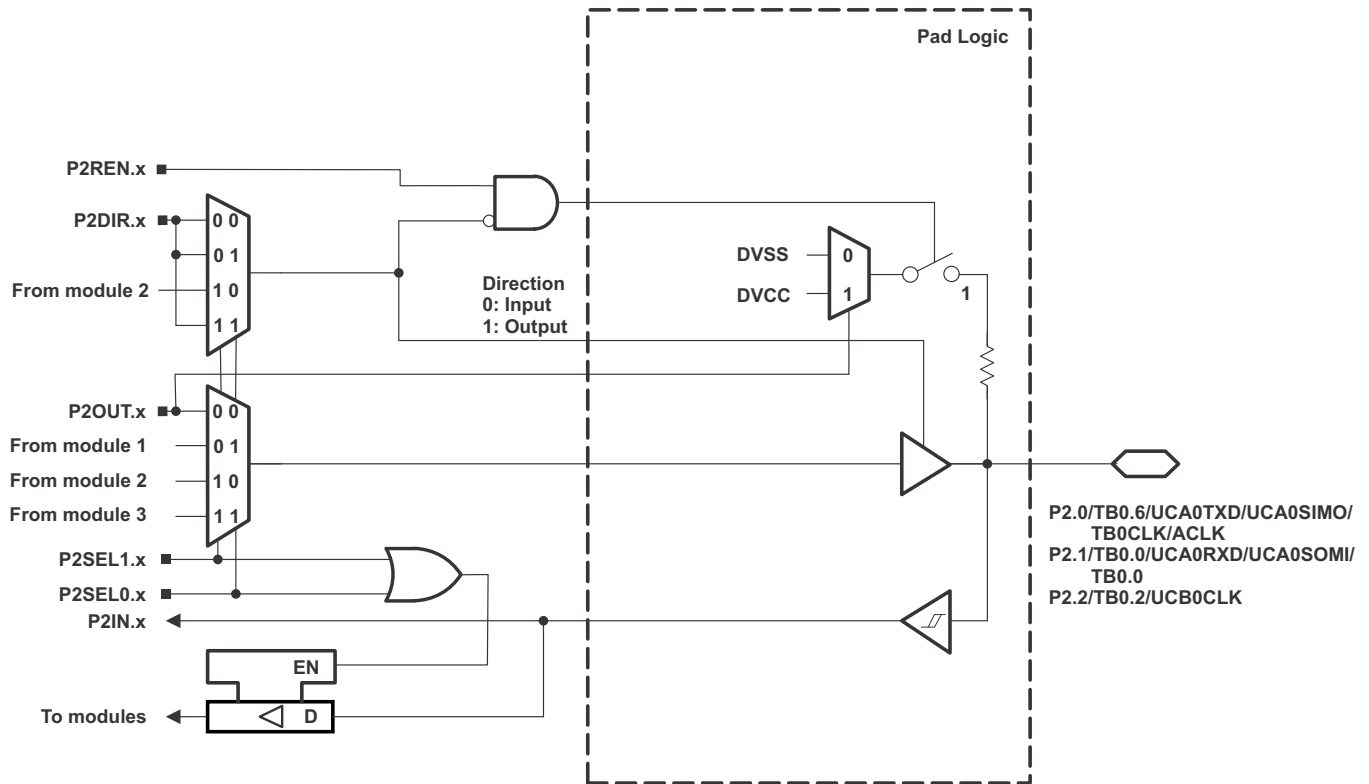 Pad Logic
P2REN.x
P2DIR.x
0 0
0 1
From module 2
1 0
1 1
Direction
0: Input
1: Output
DVSS
0
DVCC
1
1
P2OUT.x
0 0
From module 1
0 1
From module 2
1 0
From module 3
1 1
P2SEL1.x
P2SEL0.x
P2IN.x
EN
To modules
D
P2.0/TB0.6/UCA0TXD/UCA0SIMO/
TB0CLK/ACLK
P2.1/TB0.0/UCA0RXD/UCA0SOMI/
TB0.0
P2.2/TB0.2/UCB0CLK